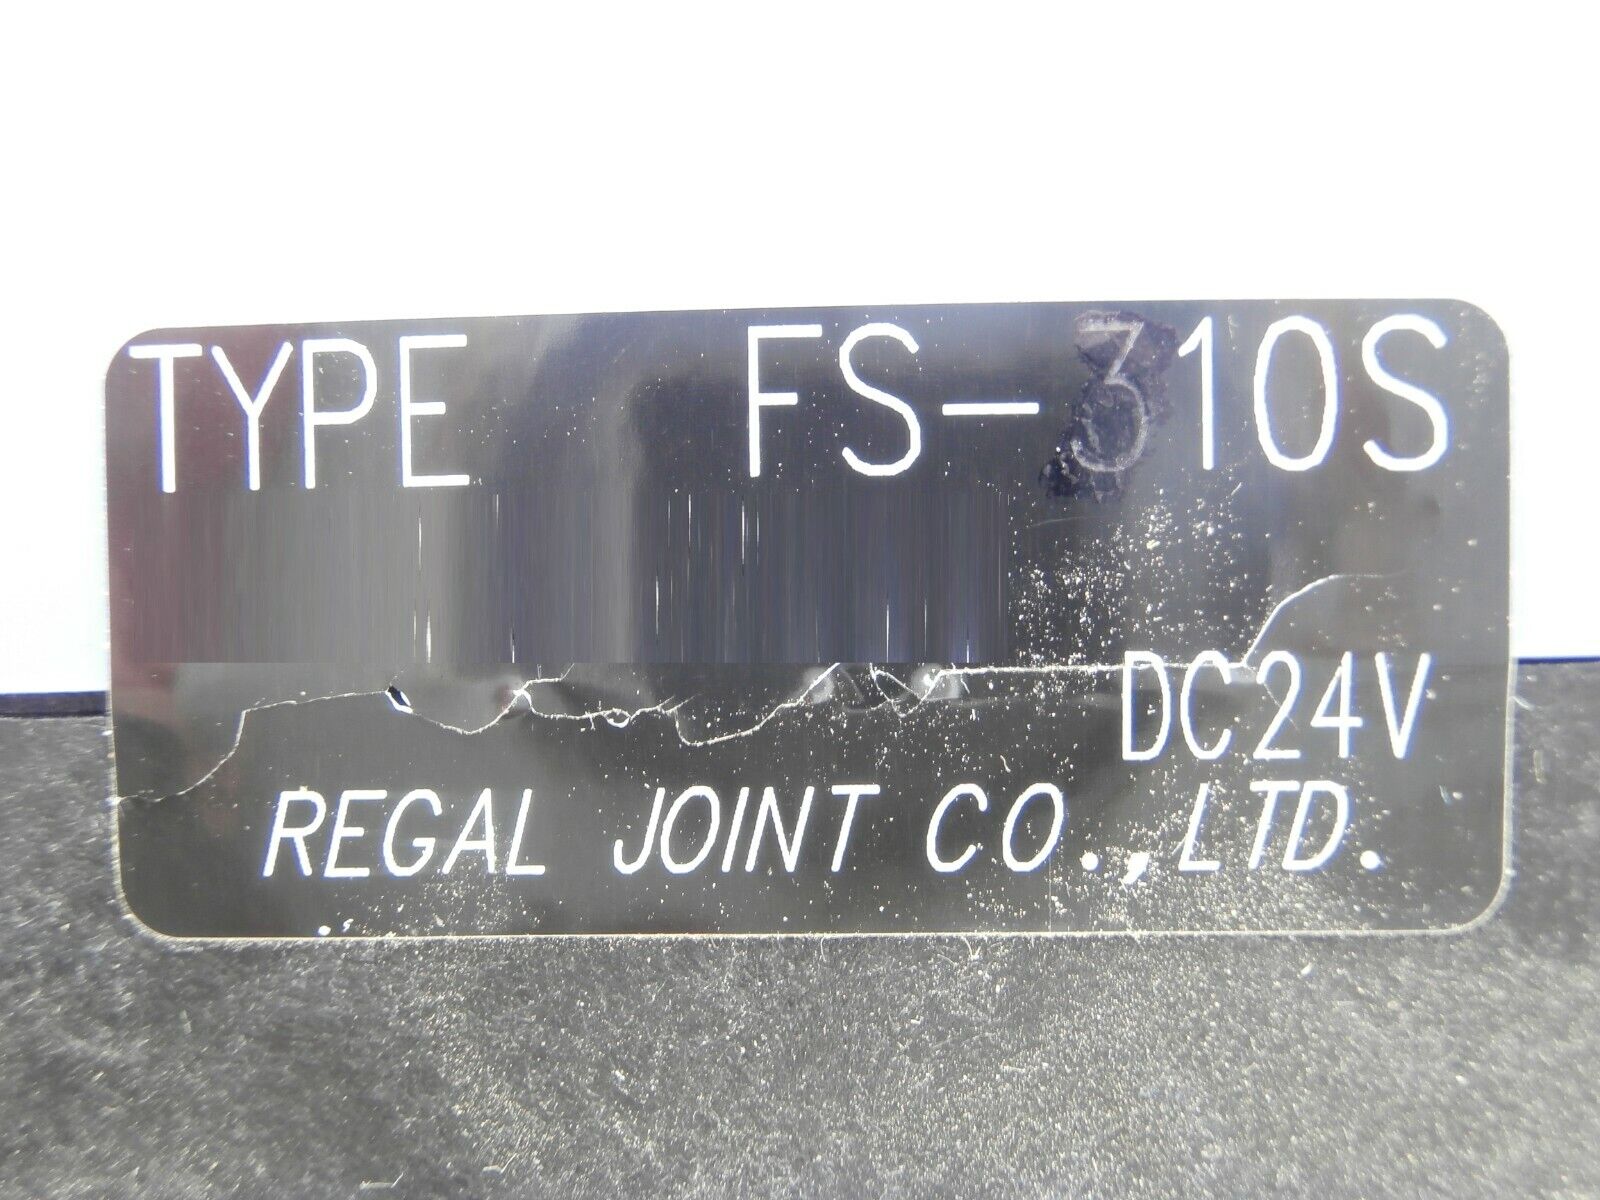 TYPE FS-310S
DC24V
REGAL JOINT CO.,LTD.